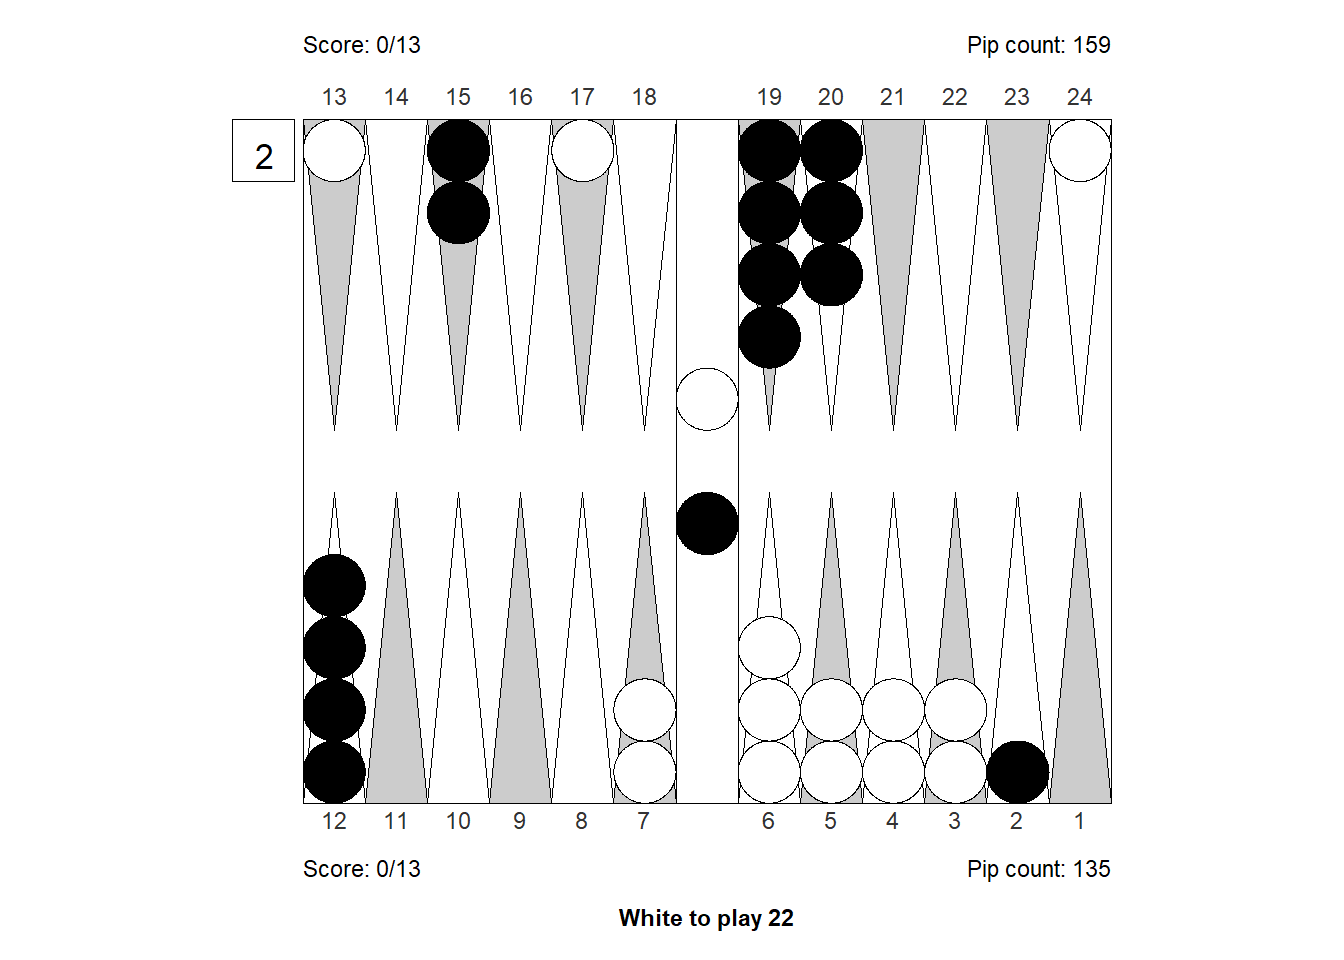 Score: 0/13 Pip count: 159
13 14 15 16 17 18 19 20 21 22 23 24
2
12 11 10 9 8 7 6 5 4 3 2 1
Score: 0/13 Pip count: 135
White to play 22